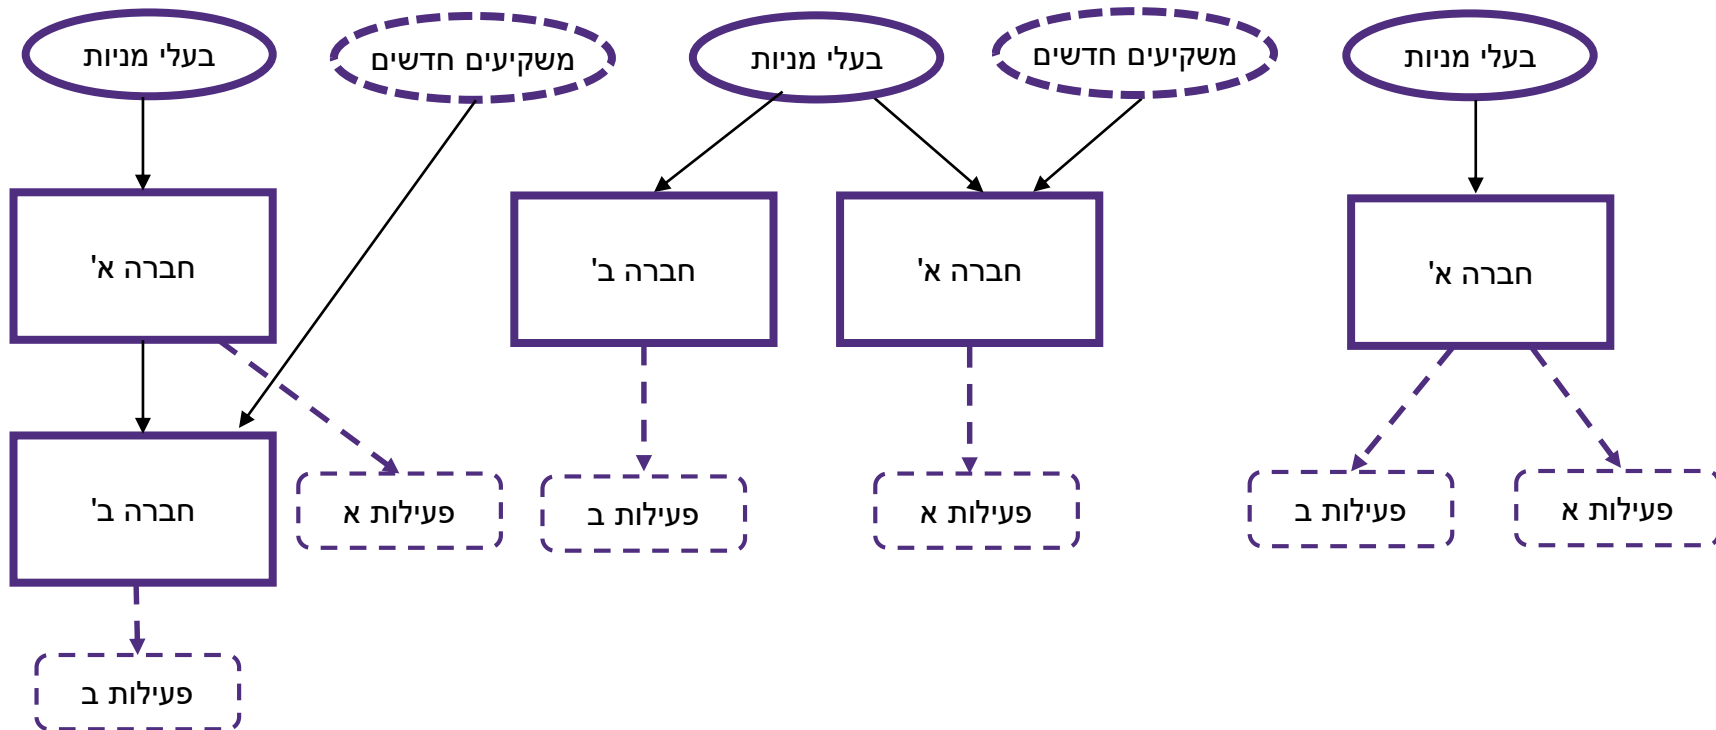 בעלי מניות
משקיעים חדשים
בעלי מניות
משקיעים חדשים
בעלי מניות
חברה א'
חברה א'
חברה ב'
חברה א'
פעילות א
פעילות ב
פעילות א
פעילות ב
פעילות א
חברה ב'
פעילות ב